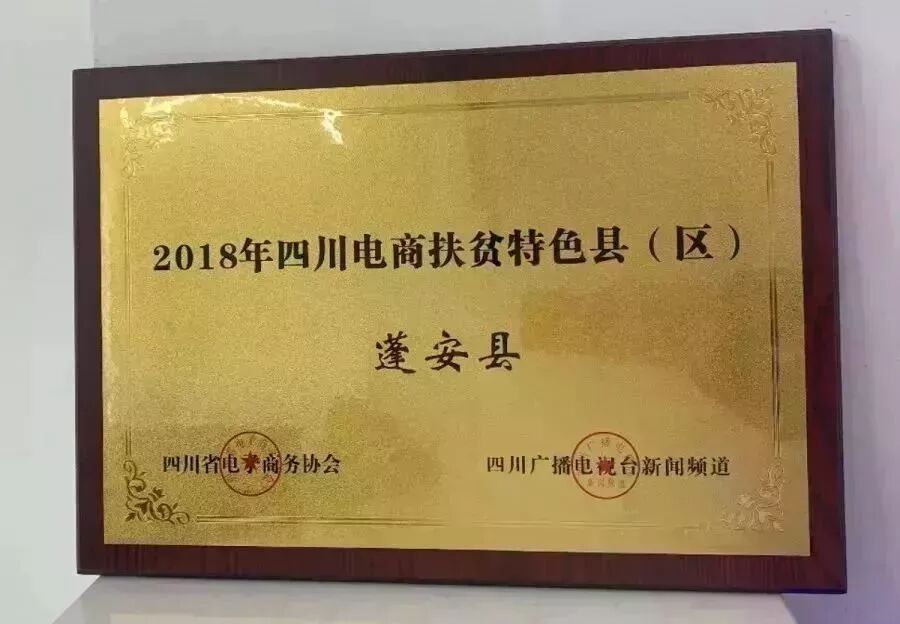 2018年四川电商扶贫特色县（区）
蓬安县
四川省电子商务协会
四川广播电视台新闻频道